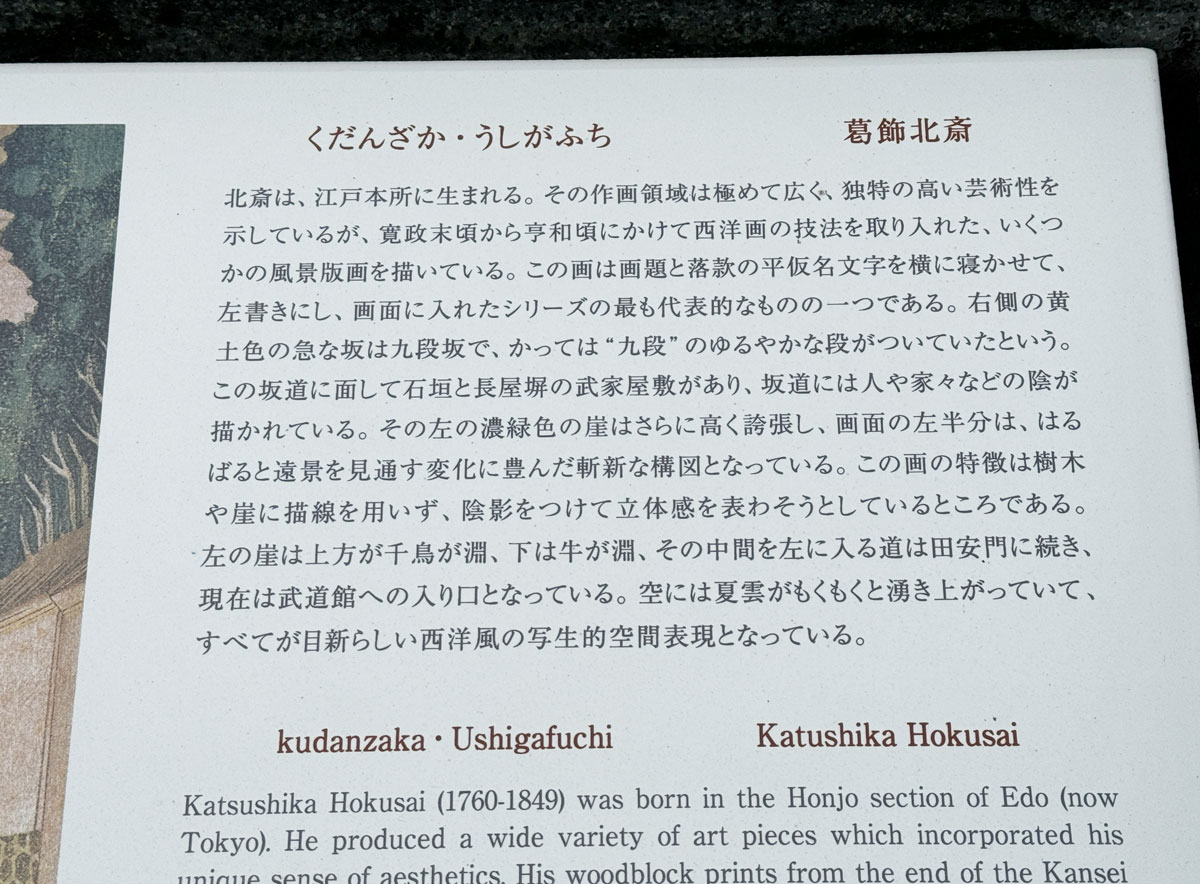 くだんざか・うしがふち 葛飾北斎
北斎は、江戸本所に生まれる。その作画領域は極めて広く、独特の高い芸術性を
示しているが、寛政末頃から享和頃にかけて西洋画の技法を取り入れた、いくつ
かの風景版画を描いている。この画は画題と落款の平仮名文字を横に寝かせて、
左書きにし、画面に入れたシリーズの最も代表的なものの一つである。右側の黄
土色の急な坂は九段坂で、かっては“九段”のゆるやかな段がついていたという。
この坂道に面して石垣と長屋塀の武家屋敷があり、坂道には人や家々などの陰が
描かれている。その左の濃緑色の崖はさらに高く誇張し、画面の左半分は、はる
ばると遠景を見通す変化に豊んだ斬新な構図となっている。この画の特徴は樹木
や崖に描線を用いず、陰影をつけて立体感を表わそうとしているところである。
左の崖は上方が千鳥が淵、下は牛が淵、その中間を左に入る道は田安門に続き、
現在は武道館への入り口となっている。空には夏雲がもくもくと湧き上がっていて、
すべてが目新らしい西洋風の写生的空間表現となっている。
kudanzaka・Ushigafuchi Katushika Hokusai
Katsushika Hokusai (1760-1849) was born in the Honjo section of Edo (now
Tokyo). He produced a wide variety of art pieces which incorporated his
unique sense of aesthetics. His woodblock prints from the end of the Kansei